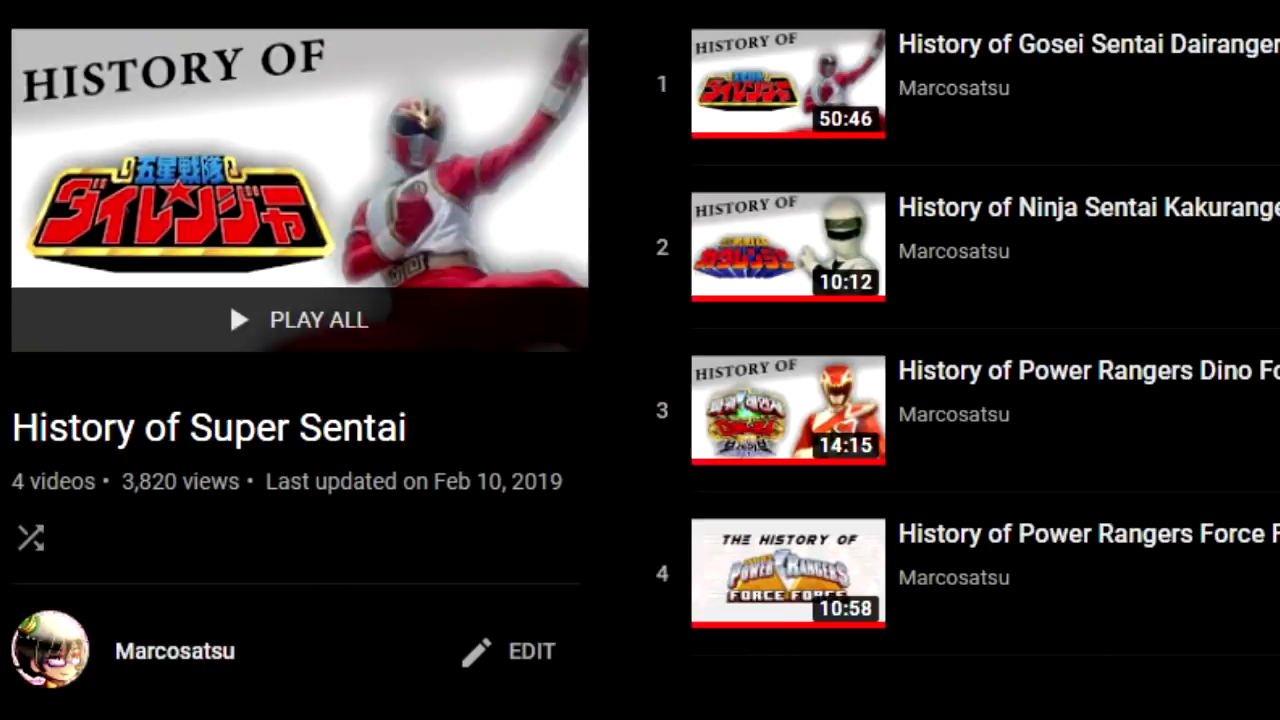 HISTORY OF
五星戦隊
ダイレンジャー
PLAY ALL
History of Super Sentai
4 videos • 3,820 views • Last updated on Feb 10, 2019
Marcosatsu
EDIT
1
HISTORY OF
五星戦隊
ダイレンジャー
50:46
History of Gosei Sentai Dairanger
Marcosatsu
2
HISTORY OF
カクレンジャー
10:12
History of Ninja Sentai Kakurange
Marcosatsu
3
HISTORY OF
14:15
History of Power Rangers Dino Fo
Marcosatsu
4
THE HISTORY OF
POWER RANGERS
FORCE FORCE
10:58
History of Power Rangers Force F
Marcosatsu